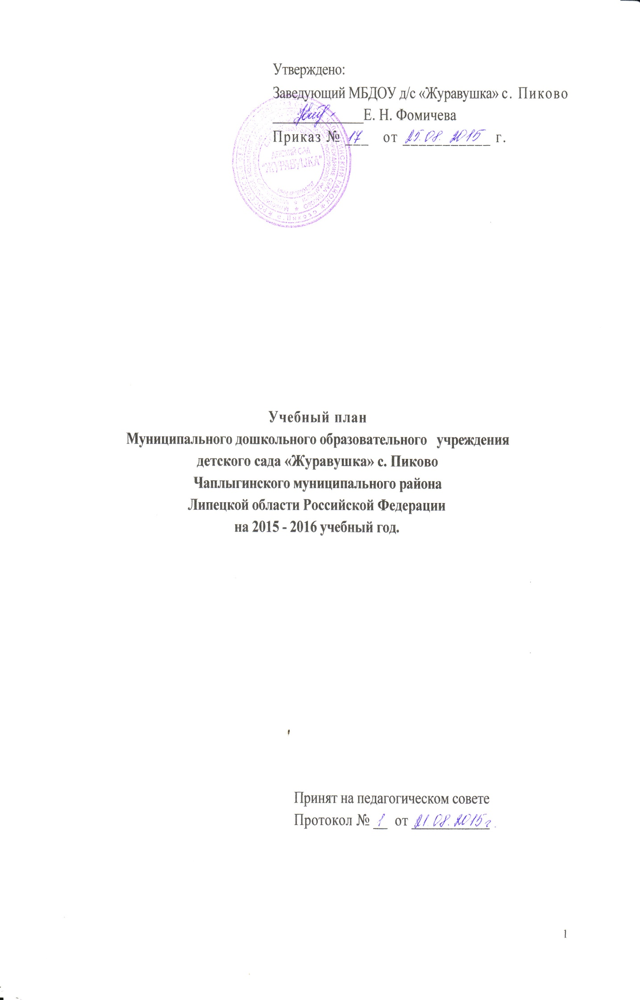 Утверждено:
Заведующий МБДОУ д/с «Журавушка» с. Пиково
Е. Н. Фомичева
Приказ № 17 от 25.08. 2015 г.
ДЕТСКИЙ САД
"ЖУРАВУШКА"
с. Пиково
Учебный план
Муниципального дошкольного образовательного учреждения
детского сада «Журавушка» с. Пиково
Чаплыгинского муниципального района
Липецкой области Российской Федерации
на 2015 - 2016 учебный год.
Принят на педагогическом совете
Протокол № 1 от 21.08.2015г.
1